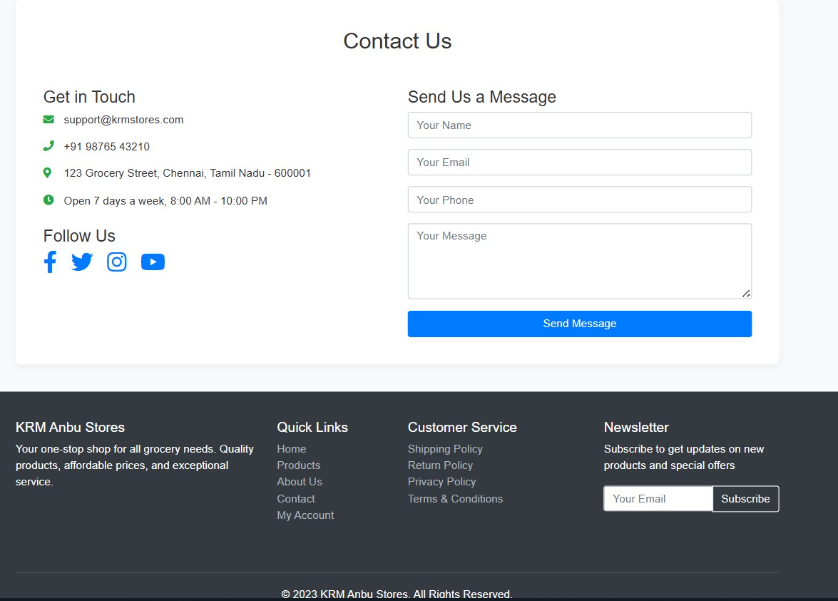 Contact Us
Get in Touch
support@krmstores.com
+91 98765 43210
123 Grocery Street, Chennai, Tamil Nadu - 600001
Open 7 days a week, 8:00 AM - 10:00 PM
Follow Us
Send Us a Message
Your Name
Your Email
Your Phone
Your Message
Send Message
KRM Anbu Stores
Your one-stop shop for all grocery needs. Quality
products, affordable prices, and exceptional
service.
Quick Links
Home
Products
About Us
Contact
My Account
Customer Service
Shipping Policy
Return Policy
Privacy Policy
Terms & Conditions
Newsletter
Subscribe to get updates on new
products and special offers
Your Email
Subscribe
© 2023 KRM Anbu Stores. All Rights Reserved.